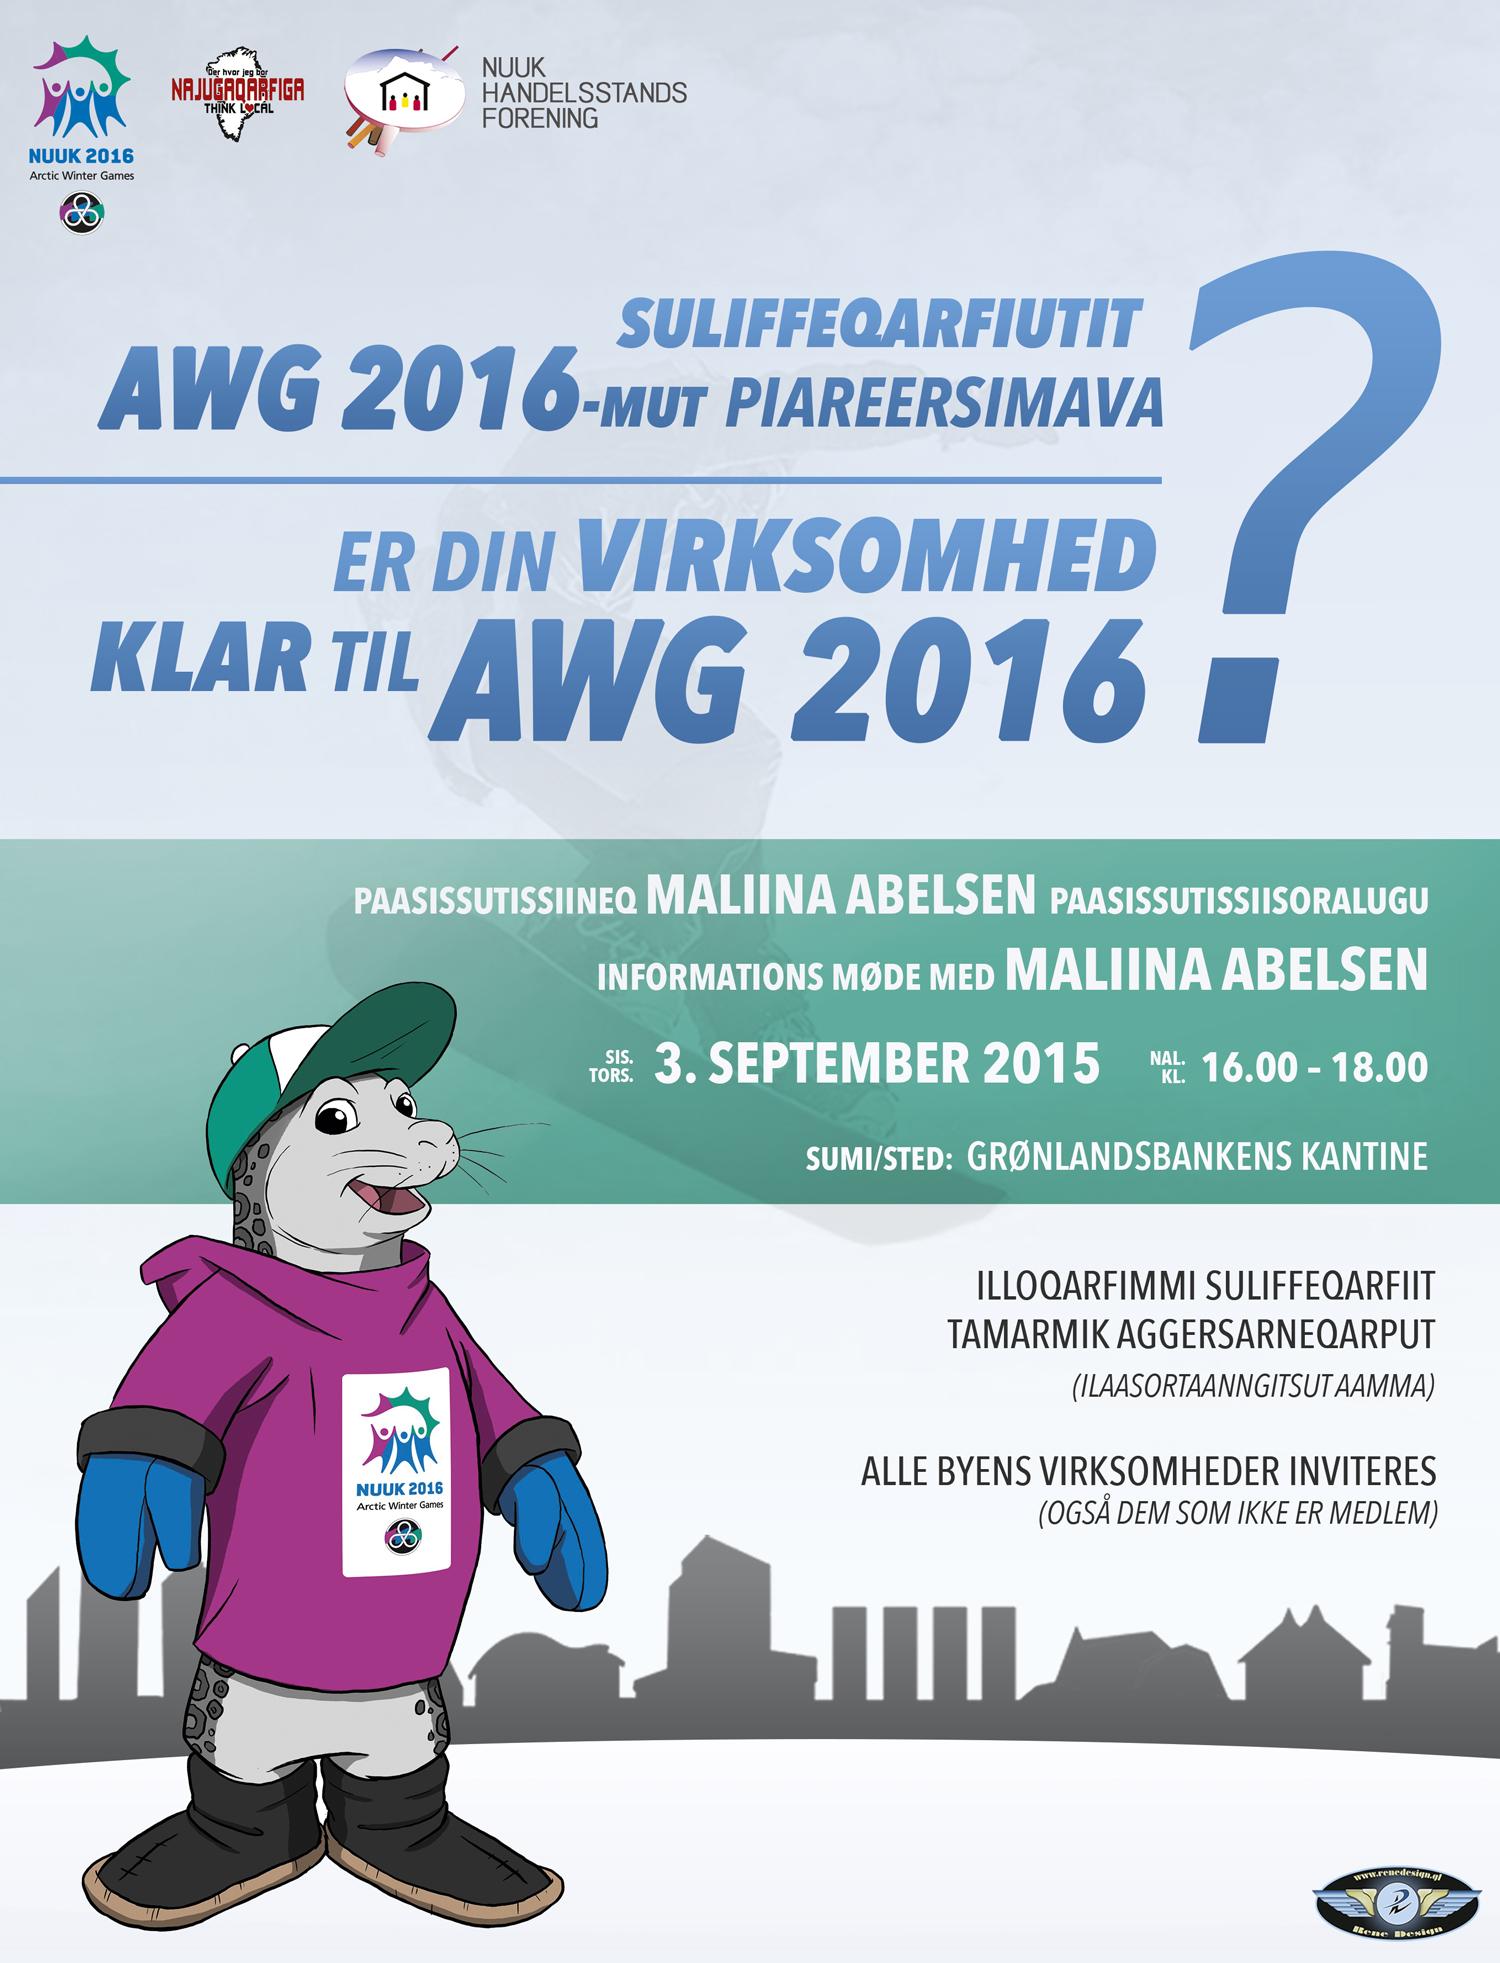 NUUK 2016
Arctic Winter Games
Der hvor jeg bor
NAJUGAQARFIGA
THINK LOCAL
NUUK
HANDELSSTANDS
FORENING
SULIFFEQARFIUTIT
AWG 2016-MUT PIAREERSIMAVA
?
ER DIN VIRKSOMHED
KLAR TIL AWG 2016
PAASISSUTISSIINEQ MALIINA ABELSEN PAASISSUTISSIISORALUGU
INFORMATIONS MØDE MED MALIINA ABELSEN
SIS.
TORS. 3. SEPTEMBER 2015 NAL.
KL. 16.00 - 18.00
SUMI/STED: GRØNLANDSBANKENS KANTINE
ILLOQARFIMMI SULIFFEQARFIIT
TAMARMIK AGGERSARNEQARPUT
(ILAASORTAANNGITSUT AAMMA)
ALLE BYENS VIRKSOMHEDER INVITERES
(OGSÅ DEM SOM IKKE ER MEDLEM)
NUUK 2016
Arctic Winter Games
www.renedesign.gl
Rene Design